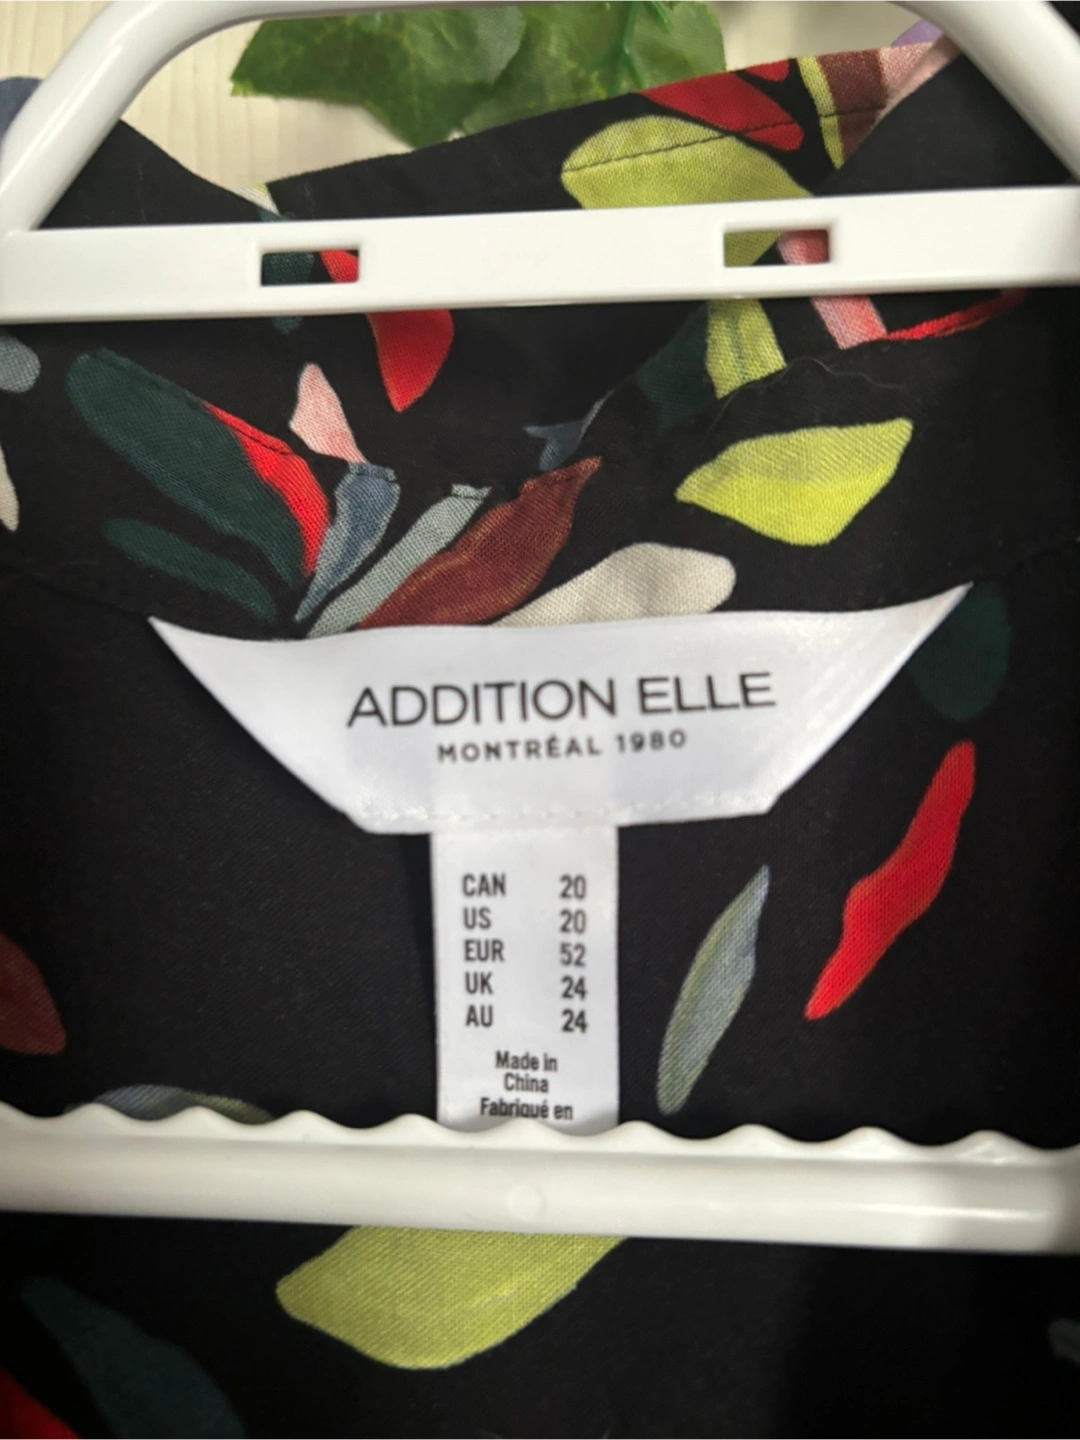 ADDITION ELLE
MONTRÉAL 1980
CAN 20
US 20
EUR 52
UK 24
AU 24
Made in
China
Fabriqué en